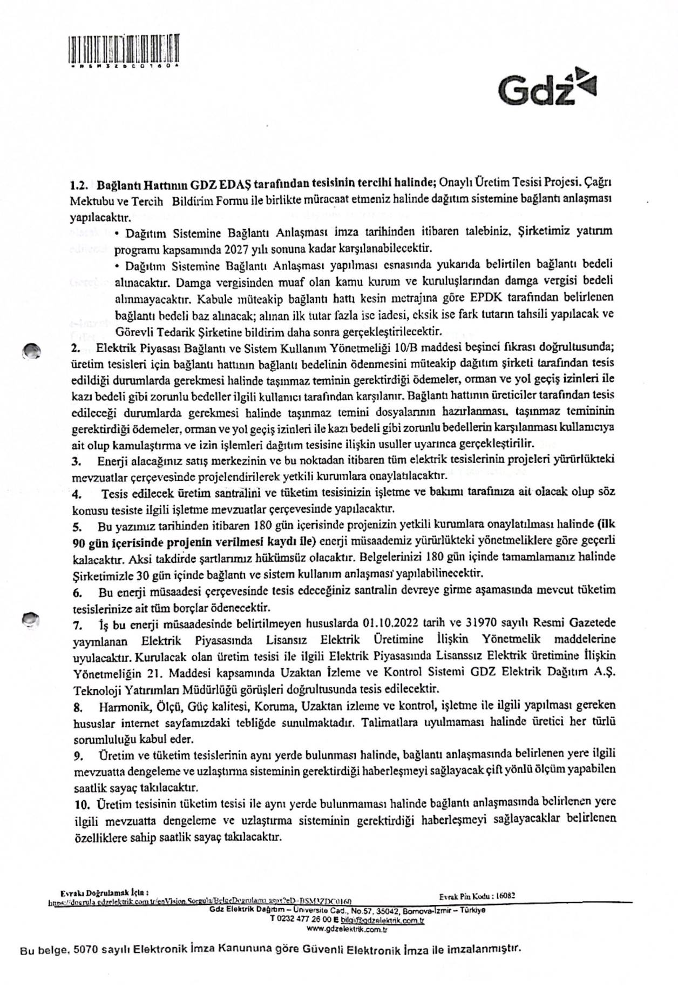 Gdz
1.2. Bağlantı Hattının GDZ EDAŞ tarafından tesisinin tercihi halinde; Onaylı Üretim Tesisi Projesi. Çağrı
Mektubu ve Tercih Bildirim Formu ile birlikte müracaat etmeniz halinde dağıtım sistemine bağlantı anlaşması
yapılacaktır.
• Dağıtım Sistemine Bağlantı Anlaşması imza tarihinden itibaren talebiniz, Şirketimiz yatırım
programı kapsamında 2027 yılı sonuna kadar karşılanabilecektir.
• Dağıtım Sistemine Bağlantı Anlaşması yapılması esnasında yukarıda belirtilen bağlantı bedeli
alınacaktır. Damga vergisinden muaf olan kamu kurum ve kuruluşlarından damga vergisi bedeli
alınmayacaktır. Kabule müteakip bağlantı hattı kesin metrajına göre EPDK tarafından belirlenen
bağlantı bedeli baz alınacak; alınan ilk tutar fazla ise iadesi, eksik ise fark tutarın tahsili yapılacak ve
Görevli Tedarik Şirketine bildirim daha sonra gerçekleştirilecektir.
2. Elektrik Piyasası Bağlantı ve Sistem Kullanım Yönetmeliği 10/B maddesi beşinci fıkrası doğrultusunda;
üretim tesisleri için bağlantı hattının bağlantı bedelinin ödenmesini müteakip dağıtım şirketi tarafından tesis
edildiği durumlarda gerekmesi halinde taşınmaz teminin gerektirdiği ödemeler, orman ve yol geçiş izinleri ile
kazı bedeli gibi zorunlu bedeller ilgili kullanıcı tarafından karşılanır. Bağlantı hattının üreticiler tarafından tesis
edileceği durumlarda gerekmesi halinde taşınmaz temini dosyalarının hazırlanması, taşınmaz temininin
gerektirdiği ödemeler, orman ve yol geçiş izinleri ile kazı bedeli gibi zorunlu bedellerin karşılanması kullanıcıya
ait olup kamulaştırma ve izin işlemleri dağıtım tesisine ilişkin usuller uyarınca gerçekleştirilir.
3. Enerji alacağınız satış merkezinin ve bu noktadan itibaren tüm elektrik tesislerinin projeleri yürürlükteki
mevzuatlar çerçevesinde projelendirilerek yetkili kurumlara onaylatılacaktır.
4. Tesis edilecek üretim santralini ve tüketim tesisinizin işletme ve bakımı tarafınıza ait olacak olup söz
konusu tesiste ilgili işletme mevzuatlar çerçevesinde yapılacaktır.
5. Bu yazımız tarihinden itibaren 180 gün içerisinde projenizin yetkili kurumlara onaylatılması halinde (ilk
90 gün içerisinde projenin verilmesi kaydı ile) enerji müsaademiz yürürlükteki yönetmeliklere göre geçerli
kalacaktır. Aksi takdirde şartlarımız hükümsüz olacaktır. Belgelerinizi 180 gün içinde tamamlamanız halinde
Şirketimizle 30 gün içinde bağlantı ve sistem kullanım anlaşması yapılabilinecektir.
6. Bu enerji müsaadesi çerçevesinde tesis edeceğiniz santralin devreye girme aşamasında mevcut tüketim
tesislerinize ait tüm borçlar ödenecektir.
7. İş bu enerji müsaadesinde belirtilmeyen hususlarda 01.10.2022 tarih ve 31970 sayılı Resmi Gazetede
yayınlanan Elektrik Piyasasında Lisansız Elektrik Üretimine İlişkin Yönetmelik maddelerine
uyulacaktır. Kurulacak olan üretim tesisi ile ilgili Elektrik Piyasasında Lisanssız Elektrik üretimine İlişkin
Yönetmeliğin 21. Maddesi kapsamında Uzaktan İzleme ve Kontrol Sistemi GDZ Elektrik Dağıtım A.Ş.
Teknoloji Yatırımları Müdürlüğü görüşleri doğrultusunda tesis edilecektir.
8. Harmonik, Ölçü, Güç kalitesi, Koruma, Uzaktan izleme ve kontrol, işletme ile ilgili yapılması gereken
hususlar internet sayfamızdaki tebliğde sunulmaktadır. Talimatlara uyulmaması halinde üretici her türlü
sorumluluğu kabul eder.
9. Üretim ve tüketim tesislerinin aynı yerde bulunması halinde, bağlantı anlaşmasında belirlenen yere ilgili
mevzuatta dengeleme ve uzlaştırma sisteminin gerektirdiği haberleşmeyi sağlayacak çift yönlü ölçüm yapabilen
saatlik sayaç takılacaktır.
10. Üretim tesisinin tüketim tesisi ile aynı yerde bulunmaması halinde bağlantı anlaşmasında belirlenen yere
ilgili mevzuatta dengeleme ve uzlaştırma sisteminin gerektirdiği haberleşmeyi sağlayacaklar belirlenen
özelliklere sahip saatlik sayaç takılacaktır.
Evrakı Doğrulamak İçin :
Evrak Pin Kodu : 16082
Gdz Elektrik Dağıtım – Üniversite Cad., No.57, 35042, Bornova-İzmir – Türkiye
T 0232 477 26 00 E bilgi@gdzelektrik.com.tr
www.gdzelektrik.com.tr
Bu belge, 5070 sayılı Elektronik İmza Kanununa göre Güvenli Elektronik İmza ile imzalanmıştır.